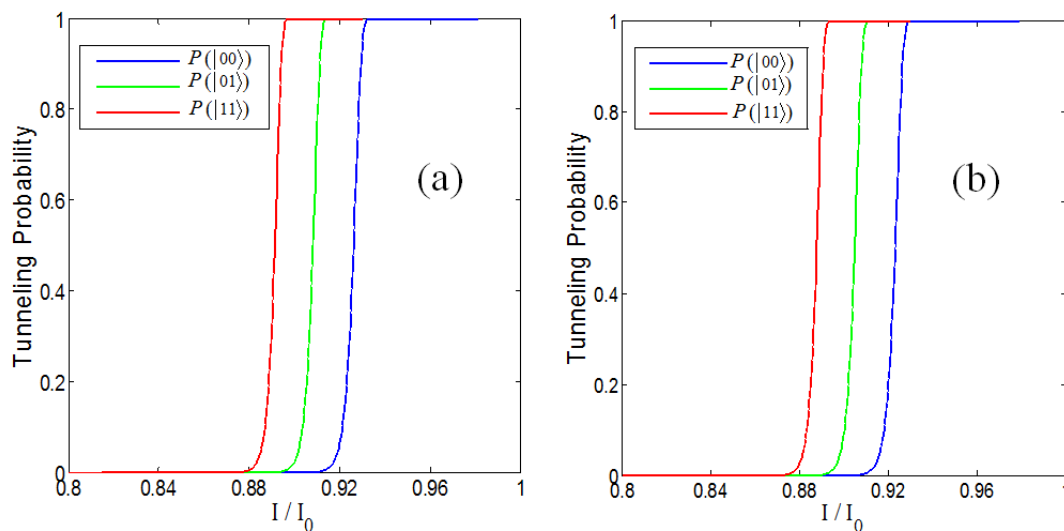 1
0.8
0.6
0.4
0.2
0
Tunneling Probability
P(|00⟩)
P(|01⟩)
P(|11⟩)
(a)
0.8 0.84 0.88 0.92 0.96 1
I / I₀
1
0.8
0.6
0.4
0.2
0
Tunneling Probability
P(|00⟩)
P(|01⟩)
P(|11⟩)
(b)
0.8 0.84 0.88 0.92 0.96 1
I / I₀